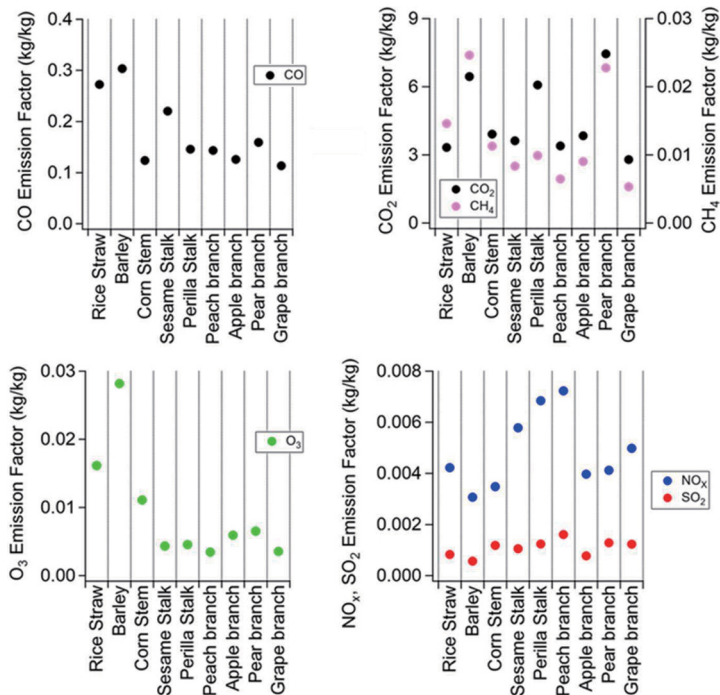 CO Emission Factor (kg/kg)
0.4
0.3
0.2
0.1
0.0
CO
Rice Straw
Barley
Corn Stem
Sesame Stalk
Perilla Stalk
Peach branch
Apple branch
Pear branch
Grape branch
CO₂ Emission Factor (kg/kg)
9
6
3
0
CO₂
CH₄
0.03
0.02
0.01
0.00
CH₄ Emission Factor (kg/kg)
Rice Straw
Barley
Corn Stem
Sesame Stalk
Perilla Stalk
Peach branch
Apple branch
Pear branch
Grape branch
O₃ Emission Factor (kg/kg)
0.03
0.02
0.01
0.00
O₃
Rice Straw
Barley
Corn Stem
Sesame Stalk
Perilla Stalk
Peach branch
Apple branch
Pear branch
Grape branch
NOₓ, SO₂ Emission Factor (kg/kg)
0.008
0.006
0.004
0.002
0.000
NOₓ
SO₂
Rice Straw
Barley
Corn Stem
Sesame Stalk
Perilla Stalk
Peach branch
Apple branch
Pear branch
Grape branch